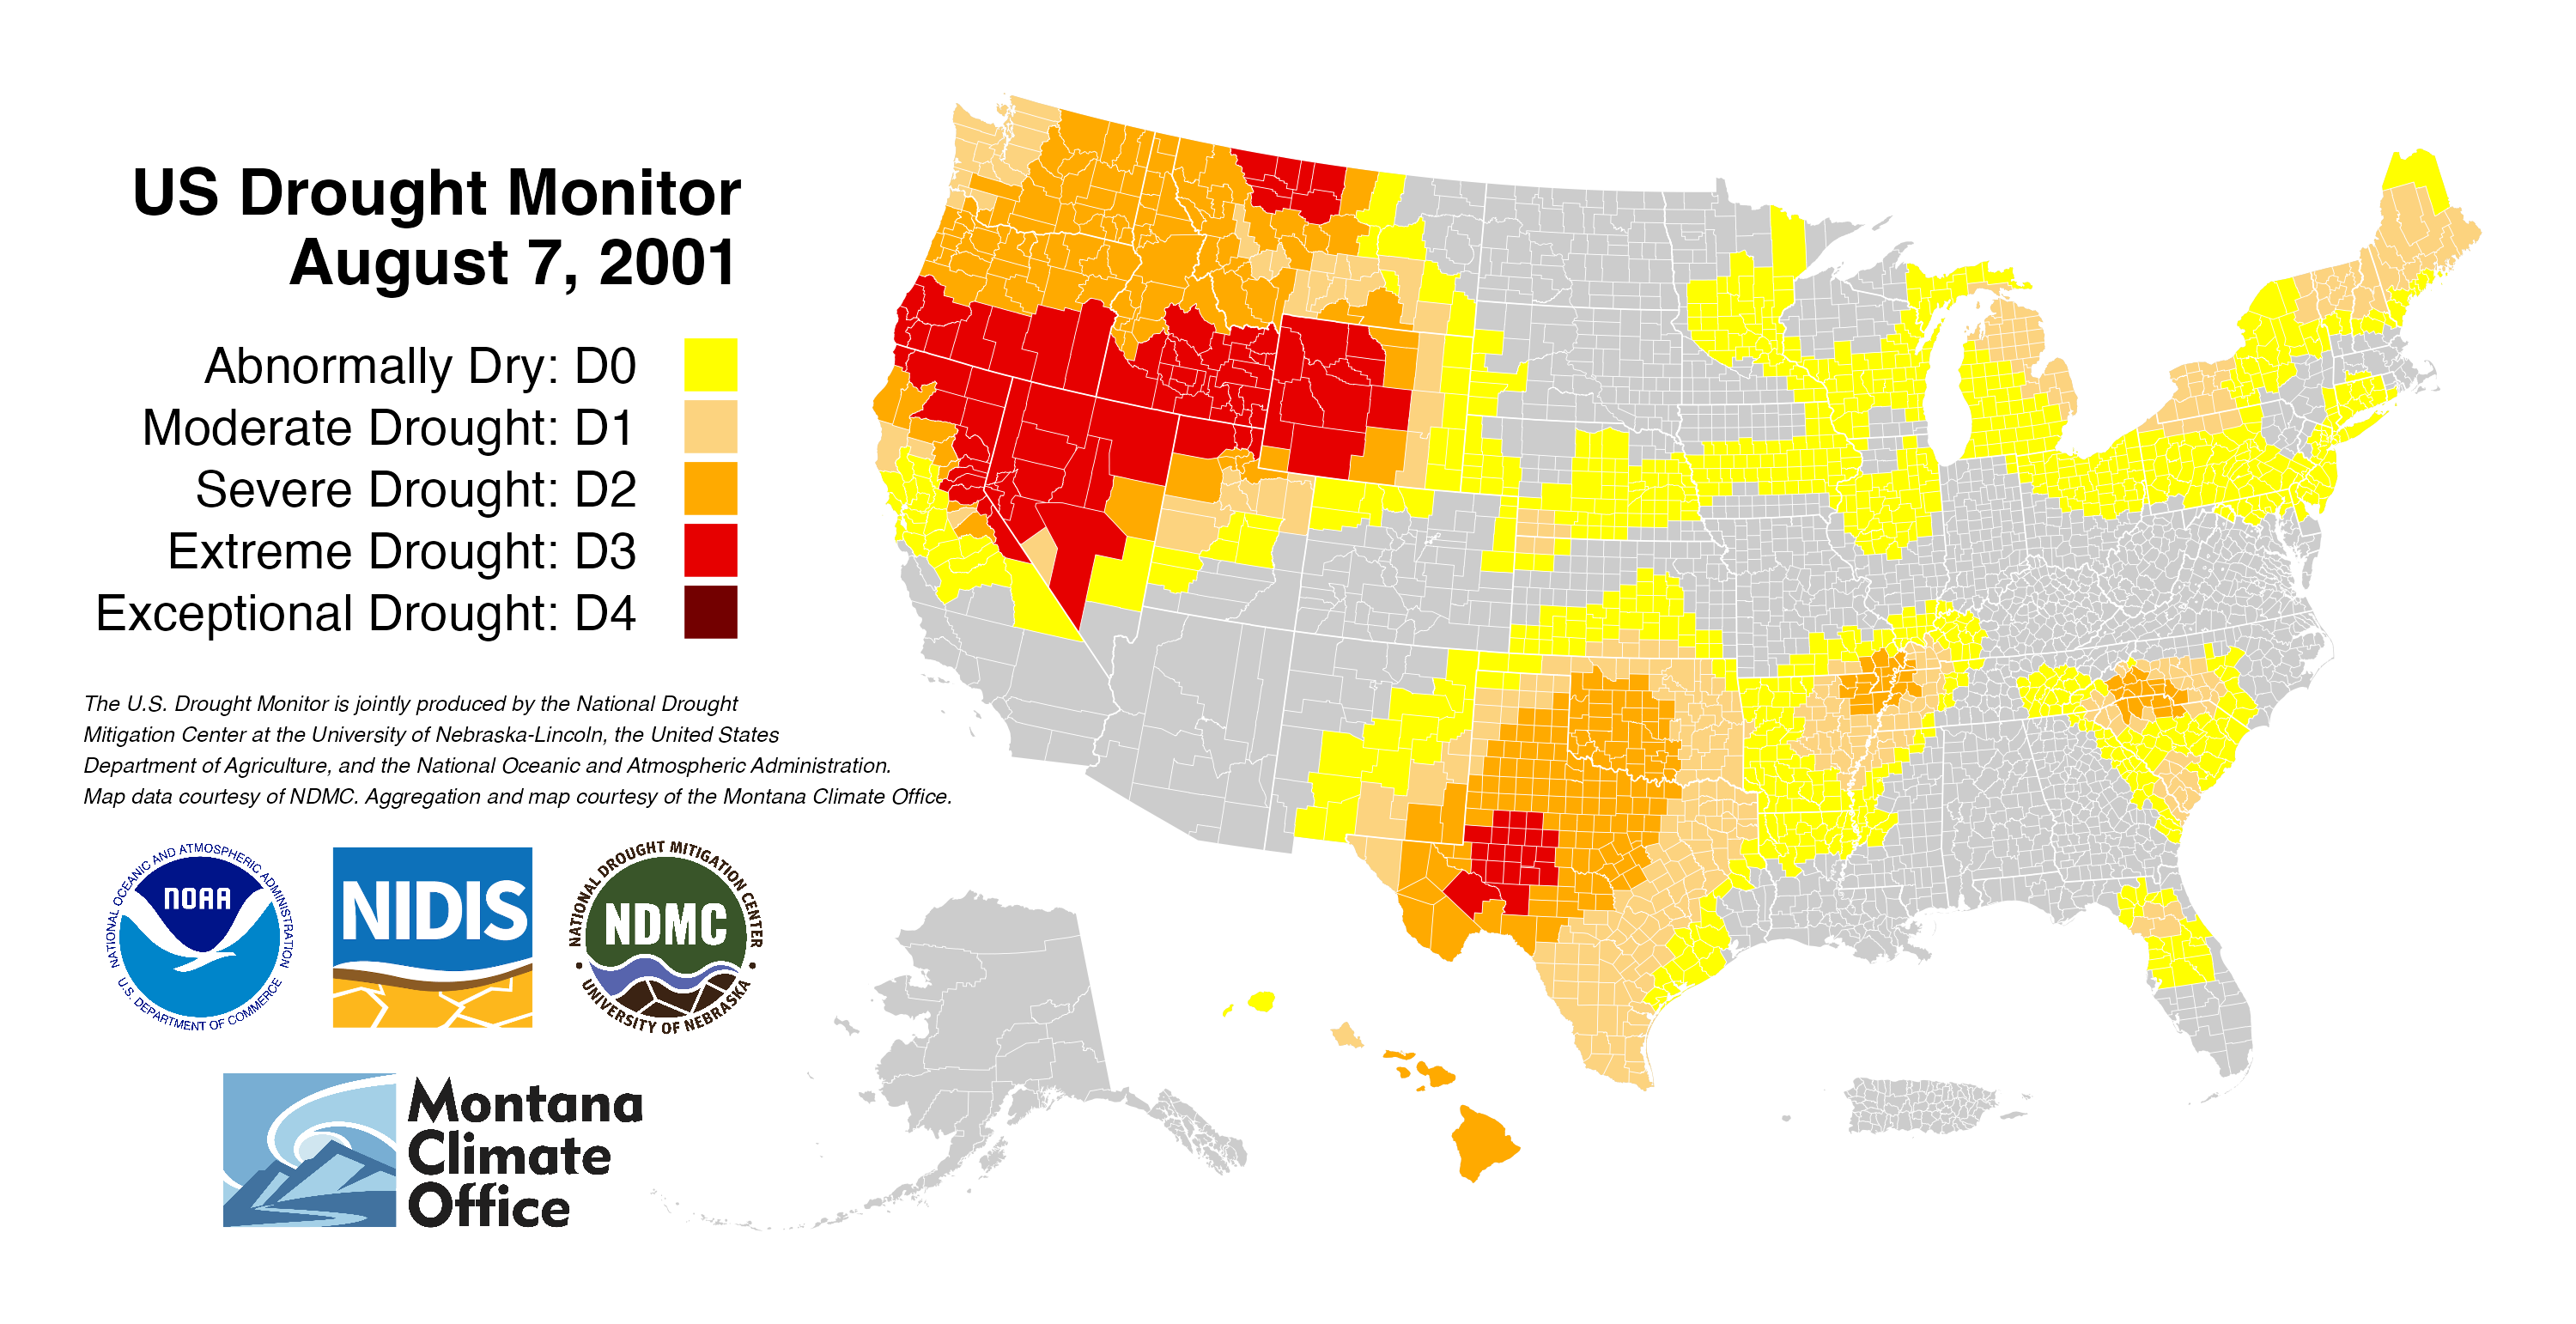 US Drought Monitor
August 7, 2001
Abnormally Dry: D0
Moderate Drought: D1
Severe Drought: D2
Extreme Drought: D3
Exceptional Drought: D4
The U.S. Drought Monitor is jointly produced by the National Drought
Mitigation Center at the University of Nebraska-Lincoln, the United States
Department of Agriculture, and the National Oceanic and Atmospheric Administration.
Map data courtesy of NDMC. Aggregation and map courtesy of the Montana Climate Office.
NATIONAL OCEANIC AND ATMOSPHERIC ADMINISTRATION
NOAA
U.S. DEPARTMENT OF COMMERCE
NIDIS
NATIONAL DROUGHT MITIGATION CENTER
NDMC
UNIVERSITY OF NEBRASKA
Montana
Climate
Office